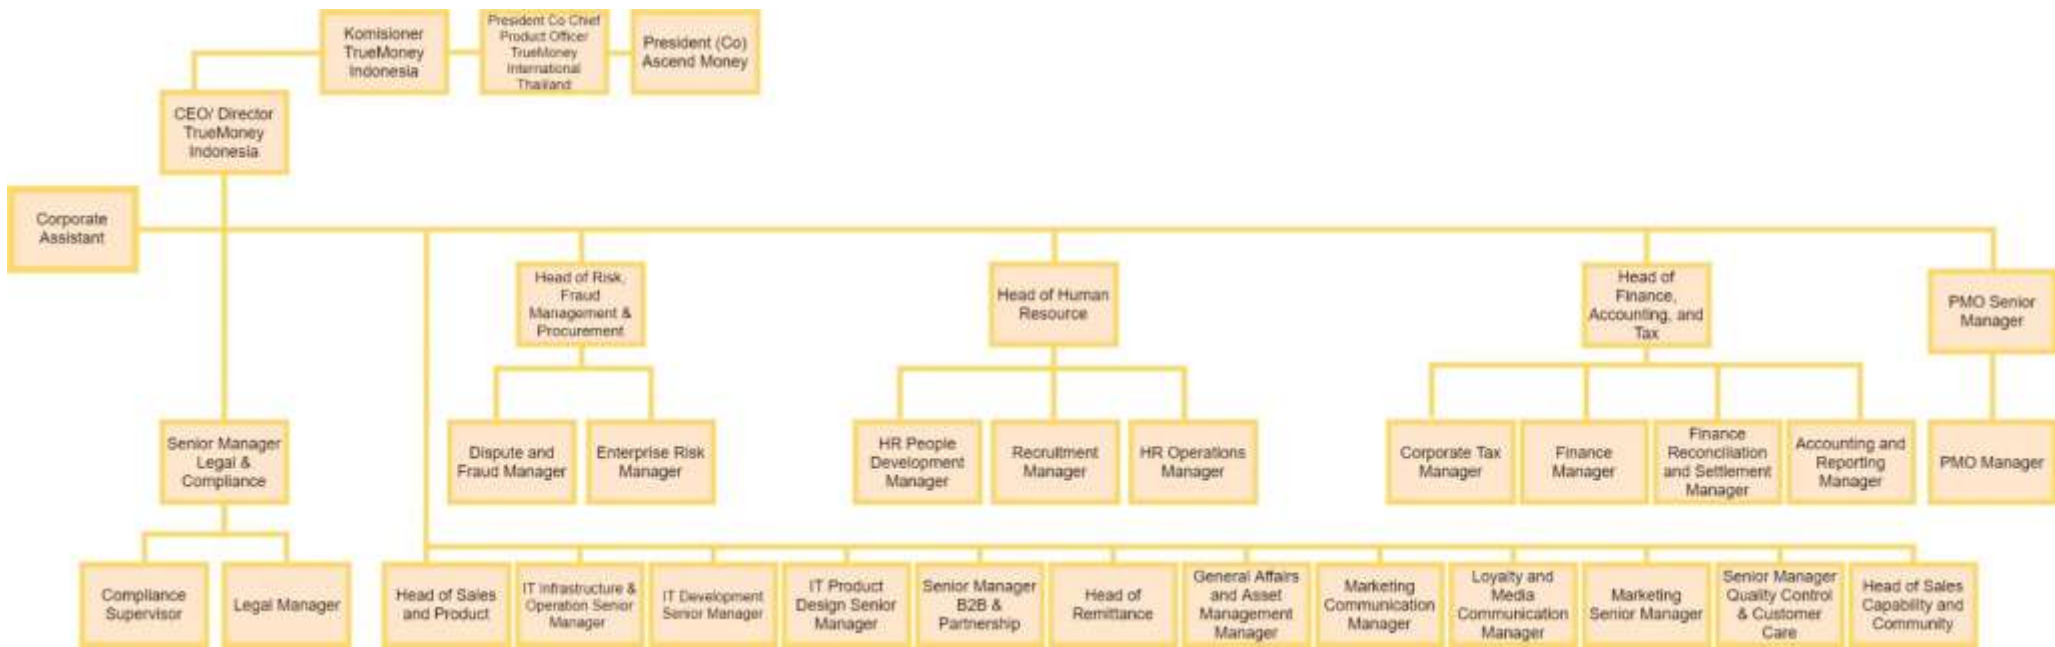 Komisioner
TrueMoney
Indonesia
President Co Chief
Product Officer
TrueMoney
International
Thailand
President (Co)
Ascend Money
CEO/ Director
TrueMoney
Indonesia
Corporate
Assistant
Head of Risk,
Fraud
Management &
Procurement
Head of Human
Resource
Head of
Finance,
Accounting, and
Tax
PMO Senior
Manager
Senior Manager
Legal &
Compliance
Dispute and
Fraud Manager
Enterprise Risk
Manager
HR People
Development
Manager
Recruitment
Manager
HR Operations
Manager
Corporate Tax
Manager
Finance
Manager
Finance
Reconciliation
and Settlement
Manager
Accounting and
Reporting
Manager
PMO Manager
Compliance
Supervisor
Legal Manager
Head of Sales
and Product
IT Infrastructure &
Operation Senior
Manager
IT Development
Senior Manager
IT Product
Design Senior
Manager
Senior Manager
B2B &
Partnership
Head of
Remittance
General Affairs
and Asset
Management
Manager
Marketing
Communication
Manager
Loyalty and
Media
Communication
Manager
Marketing
Senior Manager
Senior Manager
Quality Control
& Customer
Care
Head of Sales
Capability and
Community